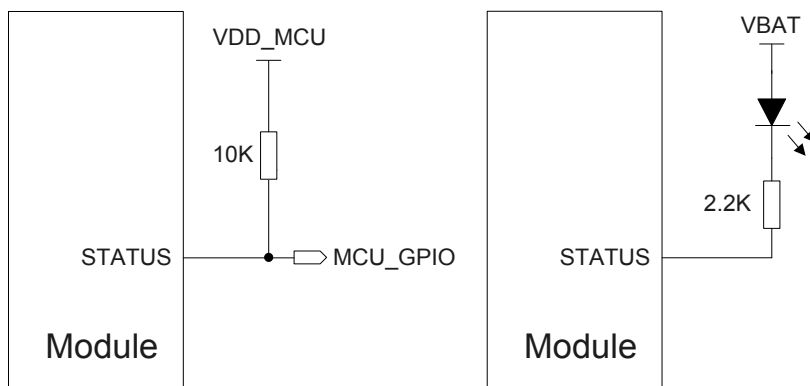 VDD_MCU
10K
STATUS
MCU_GPIO
Module
VBAT
2.2K
STATUS
Module